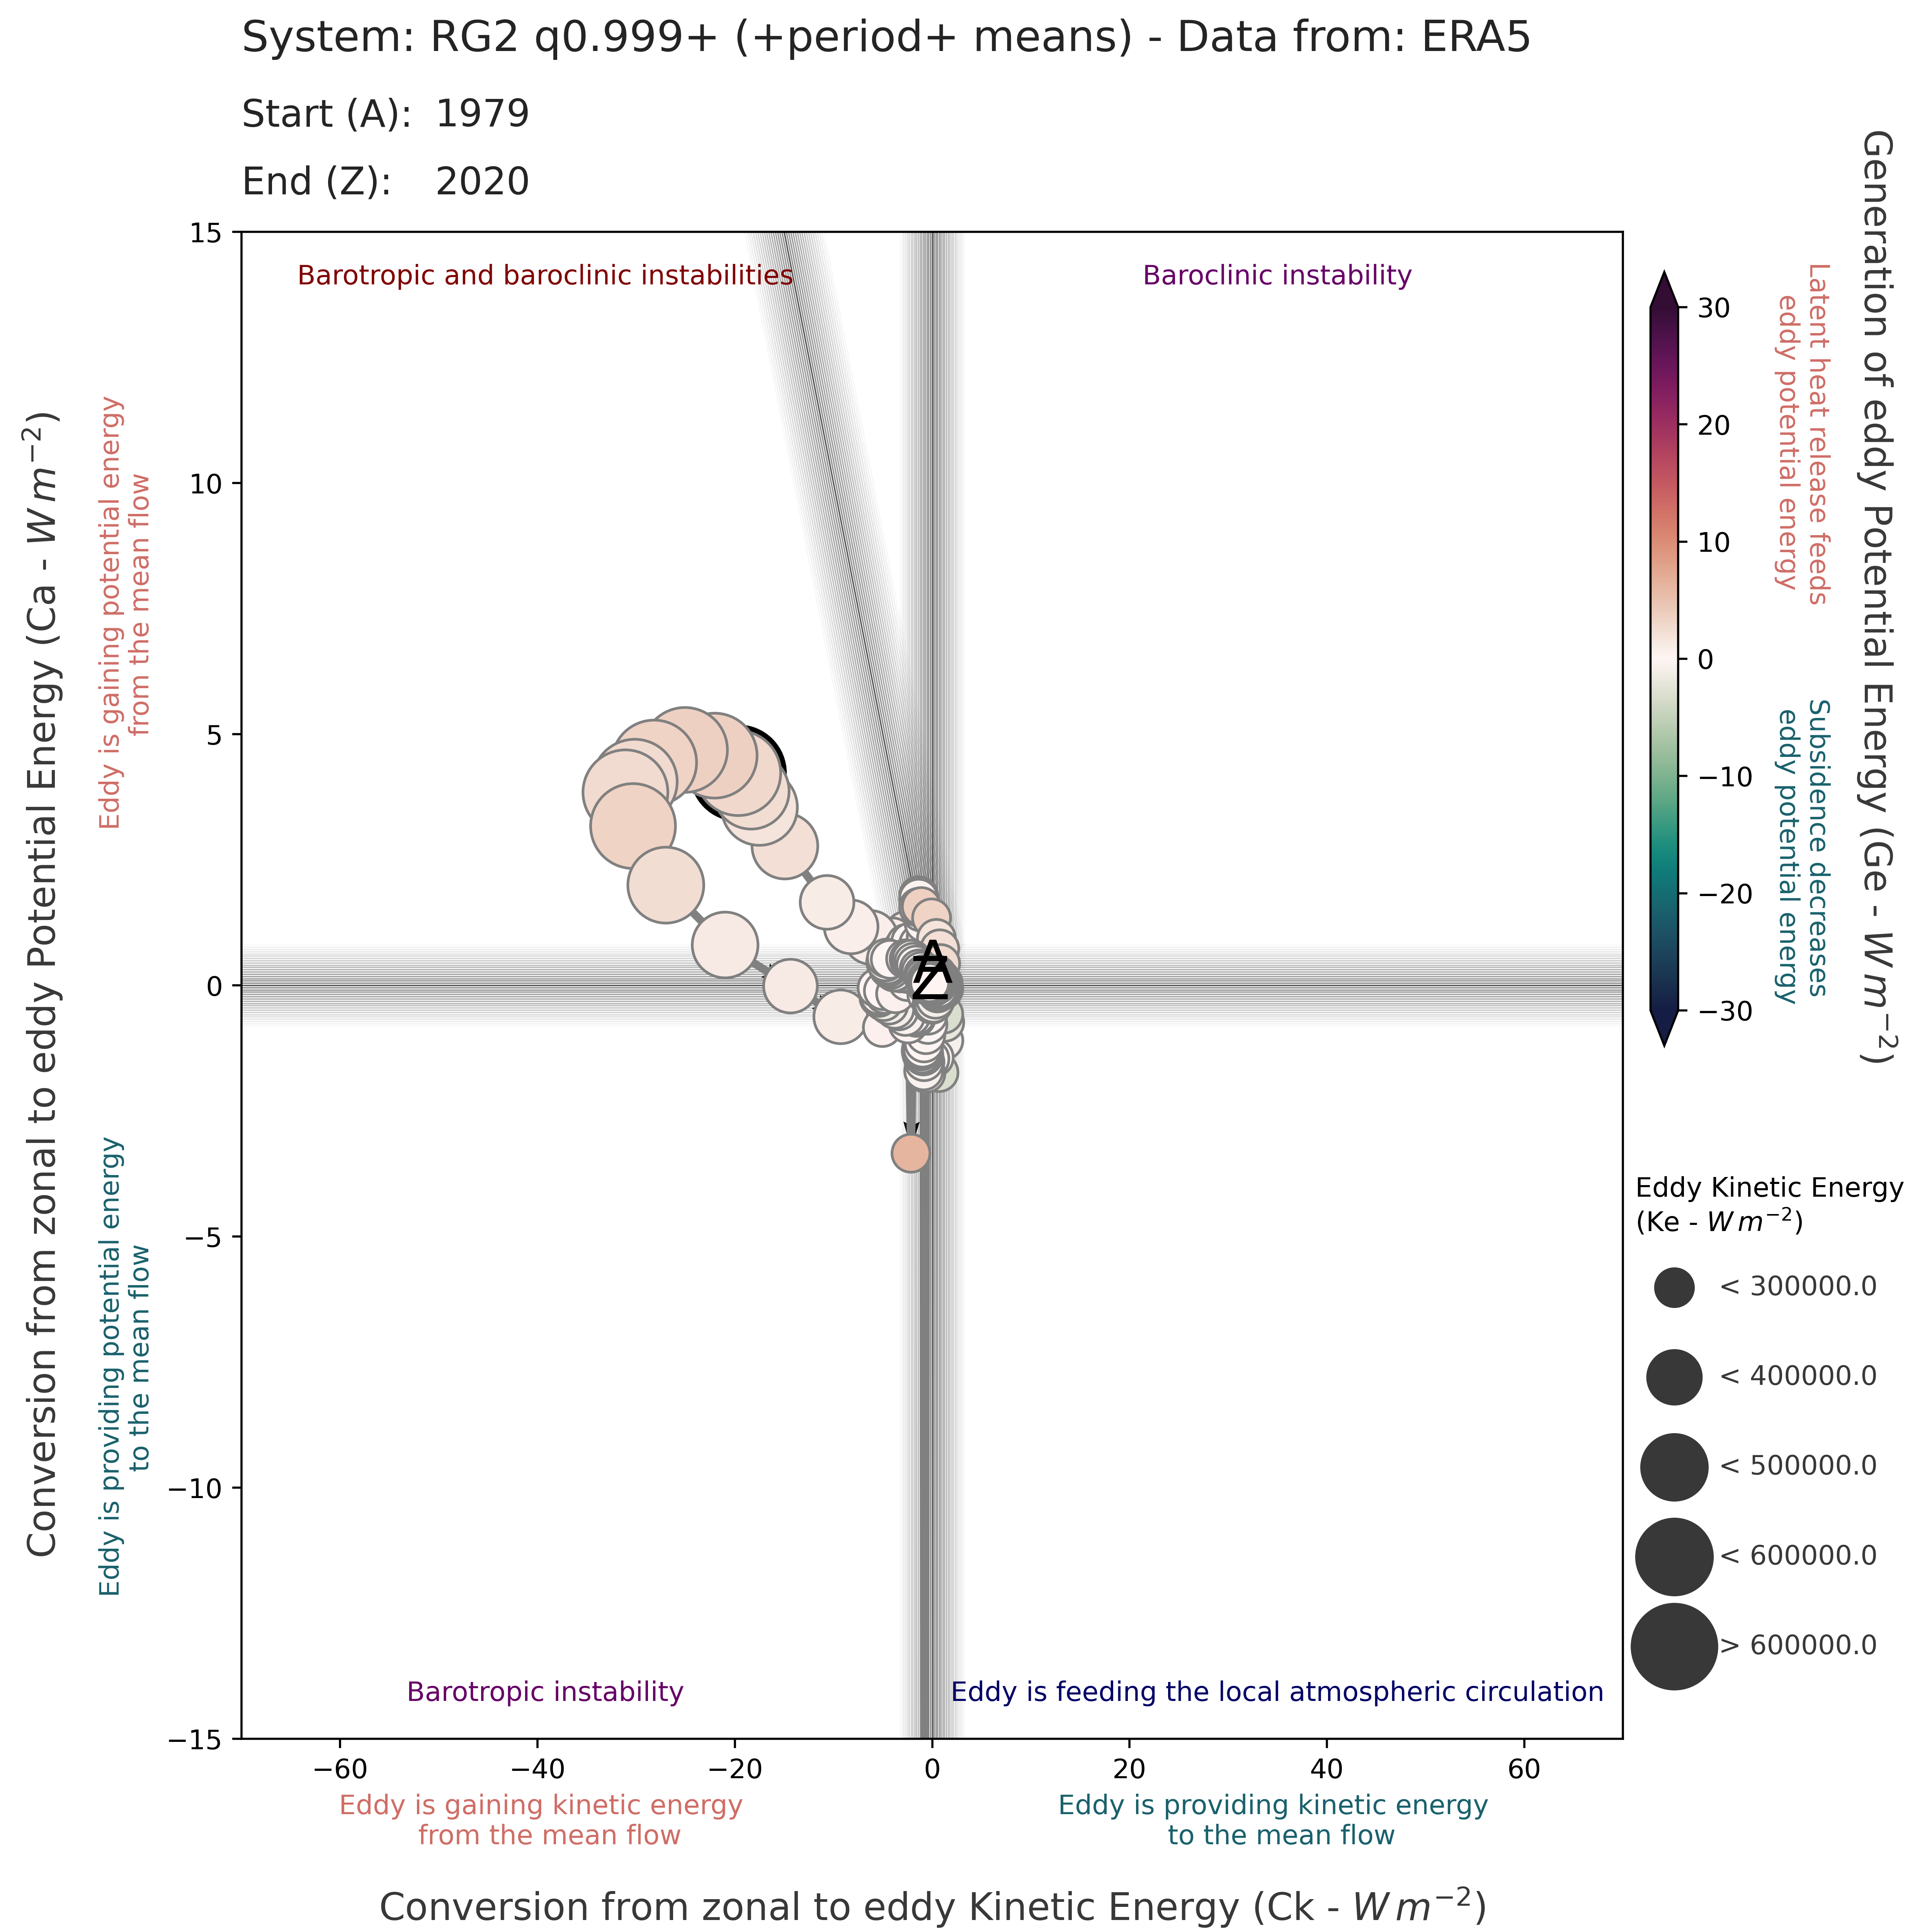 System: RG2 q0.999+ (+period+ means) - Data from: ERA5
Start (A): 1979
End (Z): 2020
Conversion from zonal to eddy Potential Energy (Ca - W m⁻²)
Eddy is gaining potential energy
from the mean flow
Eddy is providing potential energy
to the mean flow
15
10
5
0
−5
−10
−15
Barotropic and baroclinic instabilities
Baroclinic instability
A
Z
Barotropic instability
Eddy is feeding the local atmospheric circulation
−60
−40
−20
0
20
40
60
Eddy is gaining kinetic energy
from the mean flow
Eddy is providing kinetic energy
to the mean flow
Conversion from zonal to eddy Kinetic Energy (Ck - W m⁻²)
30
20
10
0
−10
−20
−30
Latent heat release feeds
eddy potential energy
Subsidence decreases
eddy potential energy
Generation of eddy Potential Energy (Ge - W m⁻²)
Eddy Kinetic Energy
(Ke - W m⁻²)
< 300000.0
< 400000.0
< 500000.0
< 600000.0
> 600000.0